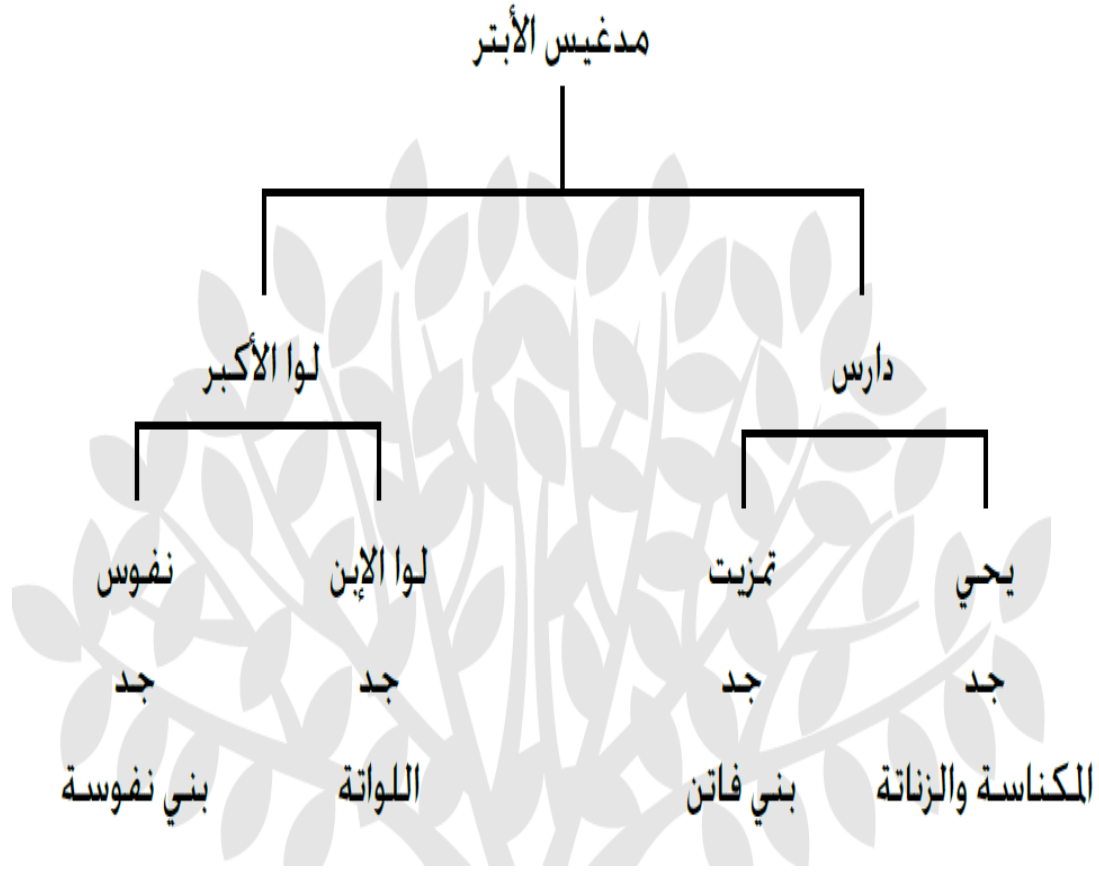 مدغيس الأبتر
دارس لوا الأكبر
يحي تمزيت لوا الإبن نفوس
جد جد جد جد
المكناسة والزناتة بني فاتن اللواتة بني نفوسة